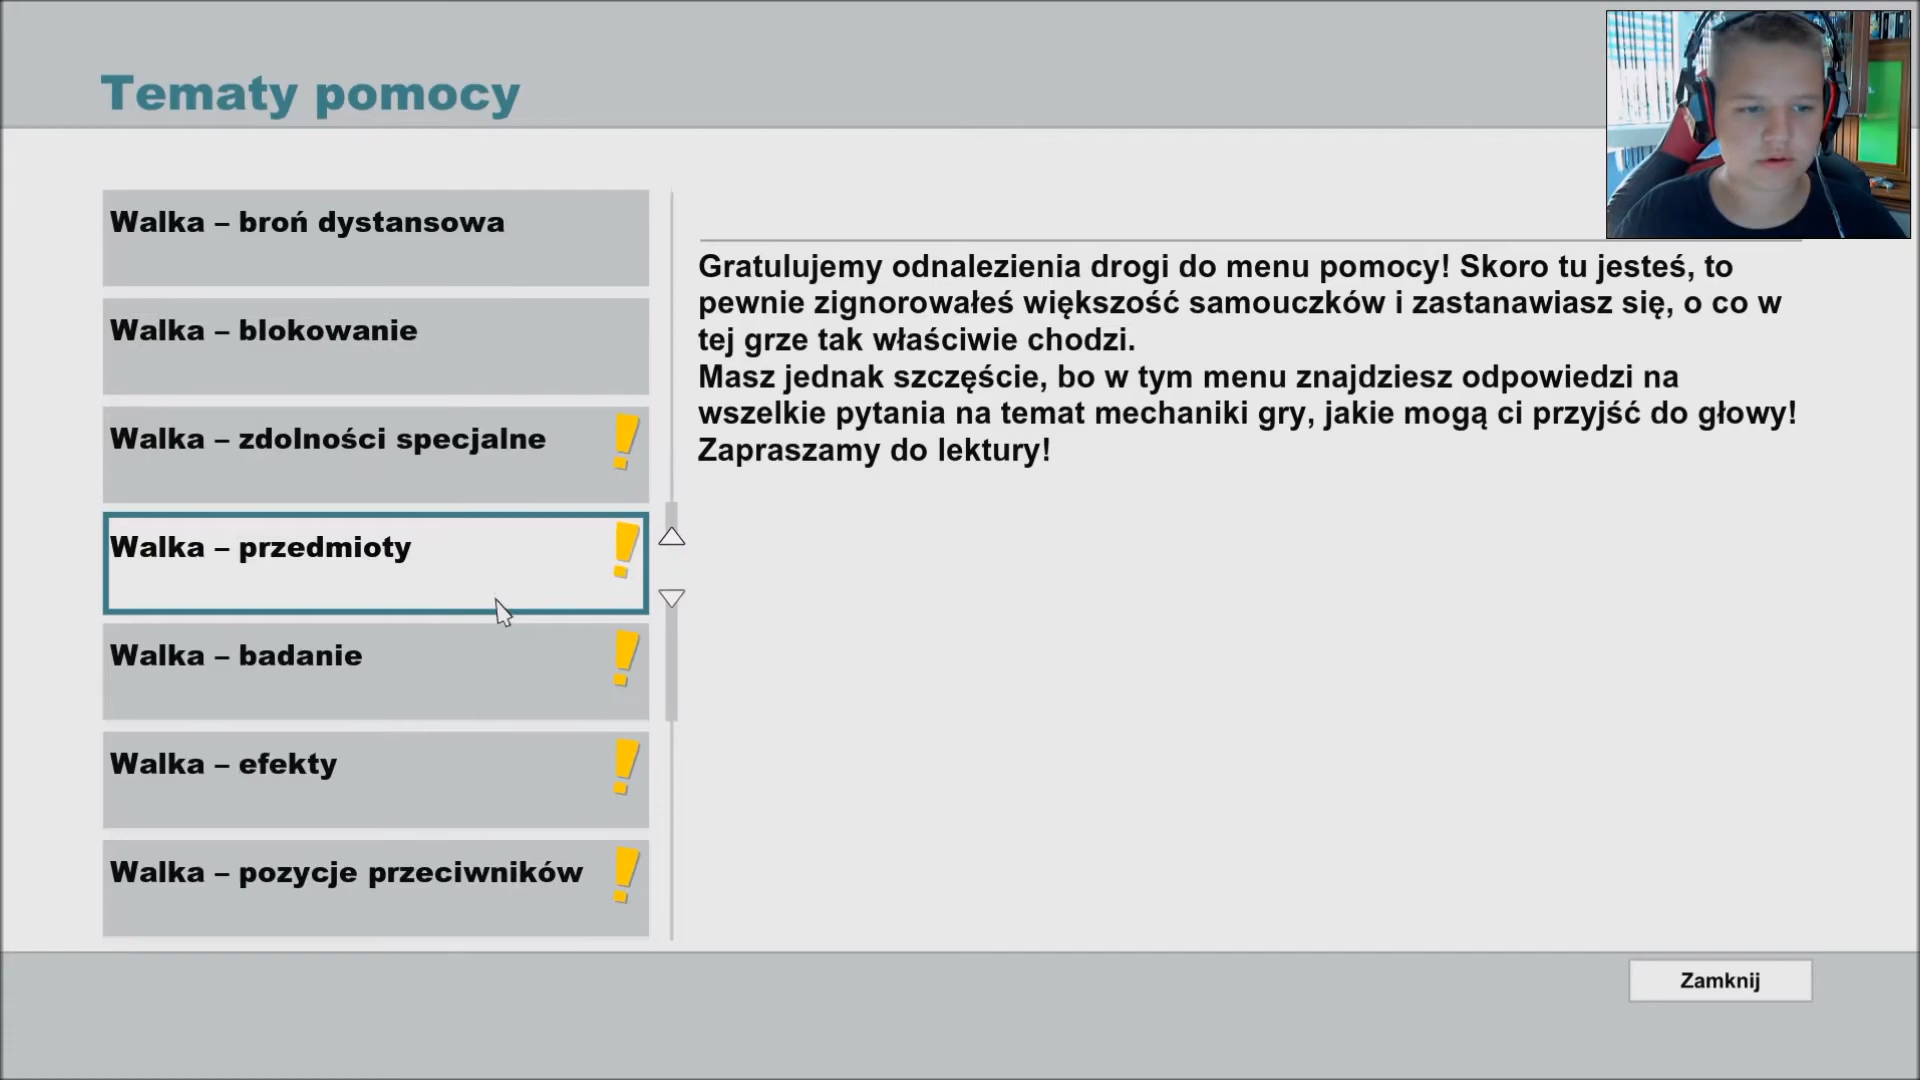 Tematy pomocy
Walka – broń dystansowa
Walka – blokowanie
Walka – zdolności specjalne
Walka – przedmioty
Walka – badanie
Walka – efekty
Walka – pozycje przeciwników
Gratulujemy odnalezienia drogi do menu pomocy! Skoro tu jesteś, to
pewnie zignorowałeś większość samouczków i zastanawiasz się, o co w
tej grze tak właściwie chodzi.
Masz jednak szczęście, bo w tym menu znajdziesz odpowiedzi na
wszelkie pytania na temat mechaniki gry, jakie mogą ci przyjść do głowy!
Zapraszamy do lektury!
Zamknij